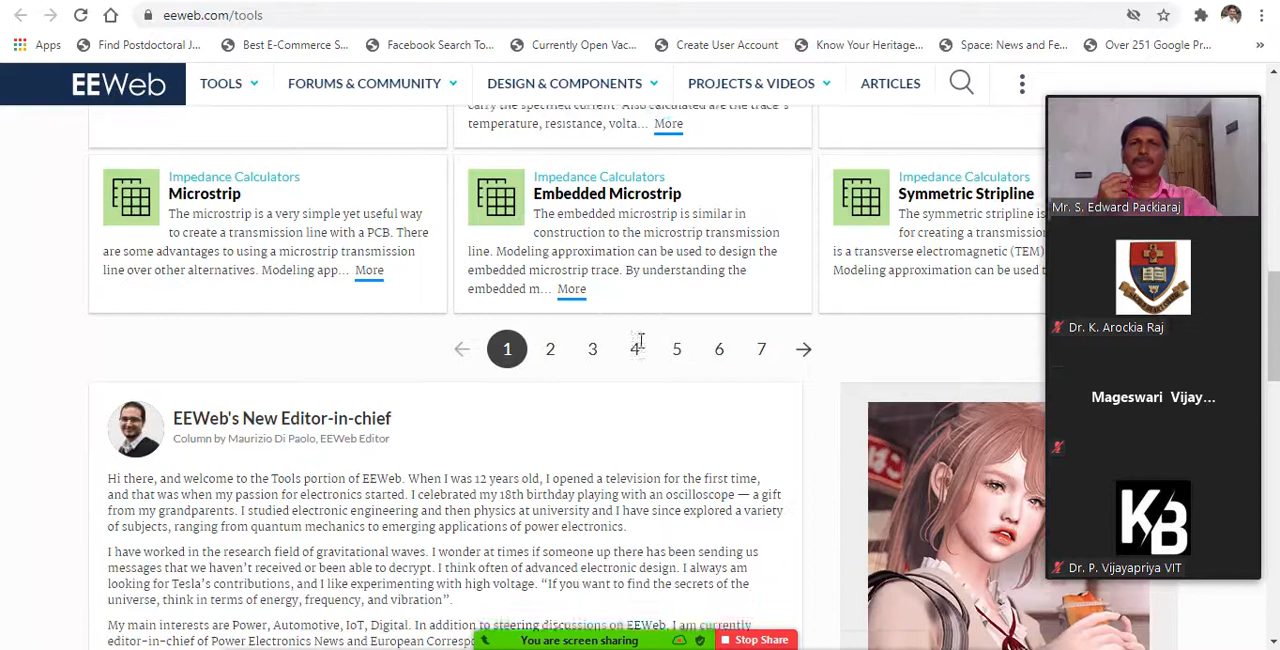 eeweb.com/tools
Apps
Find Postdoctoral J...
Best E-Commerce S...
Facebook Search To...
Currently Open Vac...
Create User Account
Know Your Heritage...
Space: News and Fe...
Over 251 Google Pr...
»
EEWeb
TOOLS
FORUMS & COMMUNITY
DESIGN & COMPONENTS
PROJECTS & VIDEOS
ARTICLES
carry the specified current. Also calculated are the trace's
temperature, resistance, volta... More
Impedance Calculators
Microstrip
The microstrip is a very simple yet useful way
to create a transmission line with a PCB. There
are some advantages to using a microstrip transmission
line over other alternatives. Modeling app... More
Impedance Calculators
Embedded Microstrip
The embedded microstrip is similar in
construction to the microstrip transmission
line. Modeling approximation can be used to design the
embedded microstrip trace. By understanding the
embedded m... More
Impedance Calculators
Symmetric Stripline
The symmetric stripline is
for creating a transmission
is a transverse electromagnetic (TEM)
Modeling approximation can be used t
1 2 3 4 5 6 7
EEWeb's New Editor-in-chief
Column by Maurizio Di Paolo, EEWeb Editor
Hi there, and welcome to the Tools portion of EEWeb. When I was 12 years old, I opened a television for the first time,
and that was when my passion for electronics started. I celebrated my 18th birthday playing with an oscilloscope — a gift
from my grandparents. I studied electronic engineering and then physics at university and I have since explored a variety
of subjects, ranging from quantum mechanics to emerging applications of power electronics.
I have worked in the research field of gravitational waves. I wonder at times if someone up there has been sending us
messages that we haven't received or been able to decrypt. I think often of advanced electronic design. I always am
looking for Tesla's contributions, and I like experimenting with high voltage. “If you want to find the secrets of the
universe, think in terms of energy, frequency, and vibration”.
My main interests are Power, Automotive, IoT, Digital. In addition to steering discussions on EEWeb, I am currently
editor-in-chief of Power Electronics News and European Corresp
You are screen sharing
Stop Share
Mr. S. Edward Packiaraj
Dr. K. Arockia Raj
Mageswari Vijay...
KB
Dr. P. Vijayapriya VIT